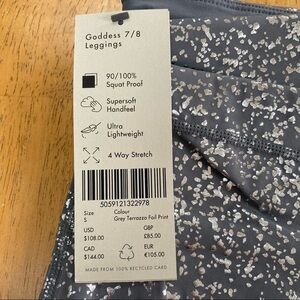 Goddess 7/8
Leggings
90/100%
Squat Proof
Supersoft
Handfeel
Ultra
Lightweight
4 Way Stretch
5059121322978
Size Colour
S Grey Terrazzo Foil Print
USD GBP
$108.00 £85.00
CAD EUR
$144.00 €105.00
MADE FROM 100% RECYCLED CARD